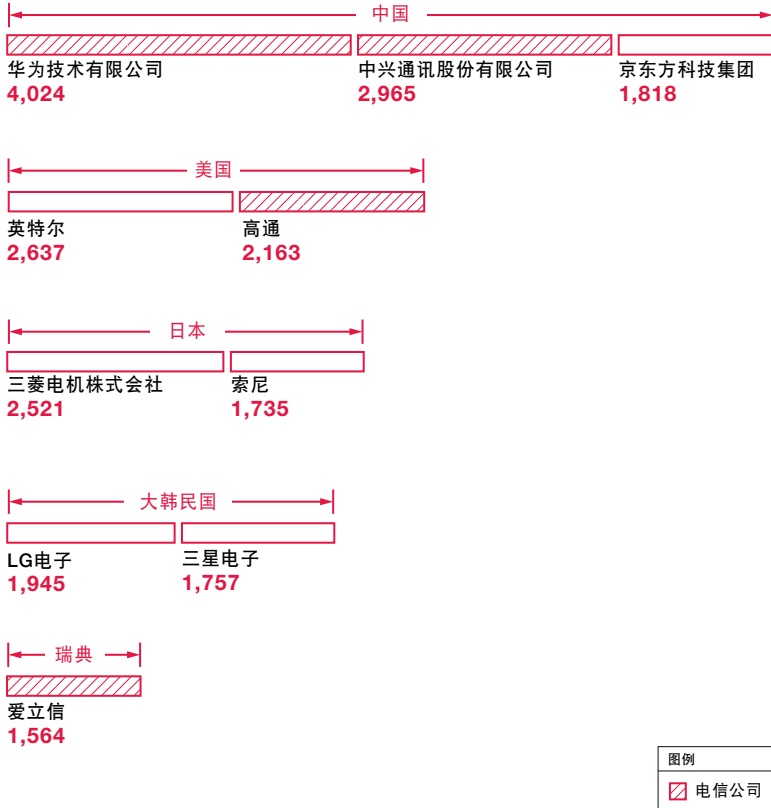 中国
华为技术有限公司 中兴通讯股份有限公司 京东方科技集团
4,024 2,965 1,818
美国
英特尔 高通
2,637 2,163
日本
三菱电机株式会社 索尼
2,521 1,735
大韩民国
LG电子 三星电子
1,945 1,757
瑞典
爱立信
1,564
图例
电信公司